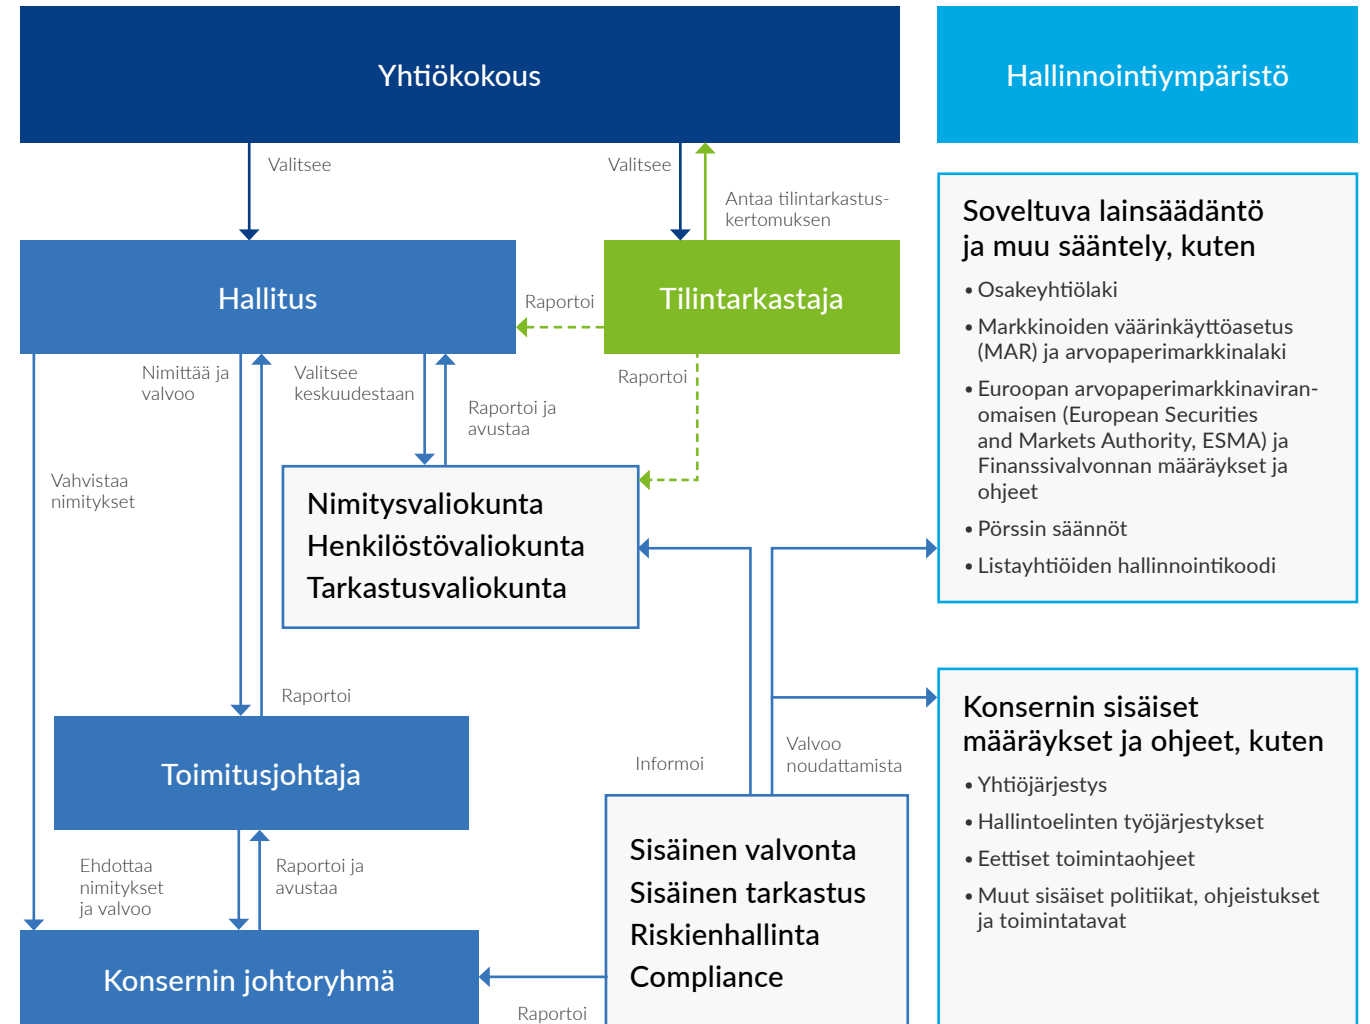 Yhtiökokous
Hallinnointiympäristö
Valitsee
Valitsee
Antaa tilintarkastus-
kertomuksen
Hallitus
Raportoi
Tilintarkastaja
Nimittää ja
valvoo
Valitsee
keskuudestaan
Raportoi ja
avustaa
Raportoi
Vahvistaa
nimitykset
Nimitysvaliokunta
Henkilöstövaliokunta
Tarkastusvaliokunta
Raportoi
Toimitusjohtaja
Informoi
Valvoo
noudattamista
Ehdottaa
nimitykset
ja valvoo
Raportoi ja
avustaa
Sisäinen valvonta
Sisäinen tarkastus
Riskienhallinta
Compliance
Konsernin johtoryhmä
Raportoi
Soveltuva lainsäädäntö
ja muu sääntely, kuten
• Osakeyhtiölaki
• Markkinoiden väärinkäyttöasetus
(MAR) ja arvopaperimarkkinalaki
• Euroopan arvopaperimarkkinaviran-
omaisen (European Securities
and Markets Authority, ESMA) ja
Finanssivalvonnan määräykset ja
ohjeet
• Pörssin säännöt
• Listayhtiöiden hallinnointikoodi
Konsernin sisäiset
määräykset ja ohjeet, kuten
• Yhtiöjärjestys
• Hallintoelinten työjärjestykset
• Eettiset toimintaohjeet
• Muut sisäiset politiikat, ohjeistukset
ja toimintatavat